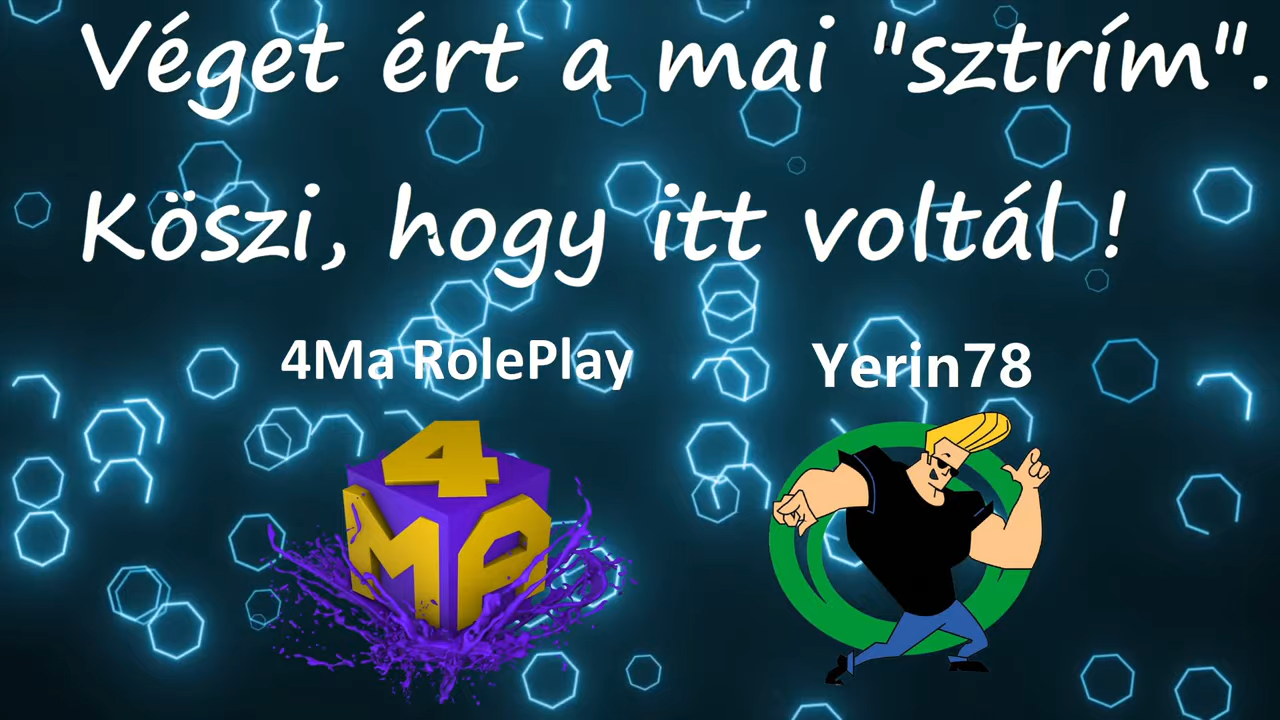 Véget ért a mai "sztrím".
Köszi, hogy itt voltál !
4Ma RolePlay
Yerin78
4
MA